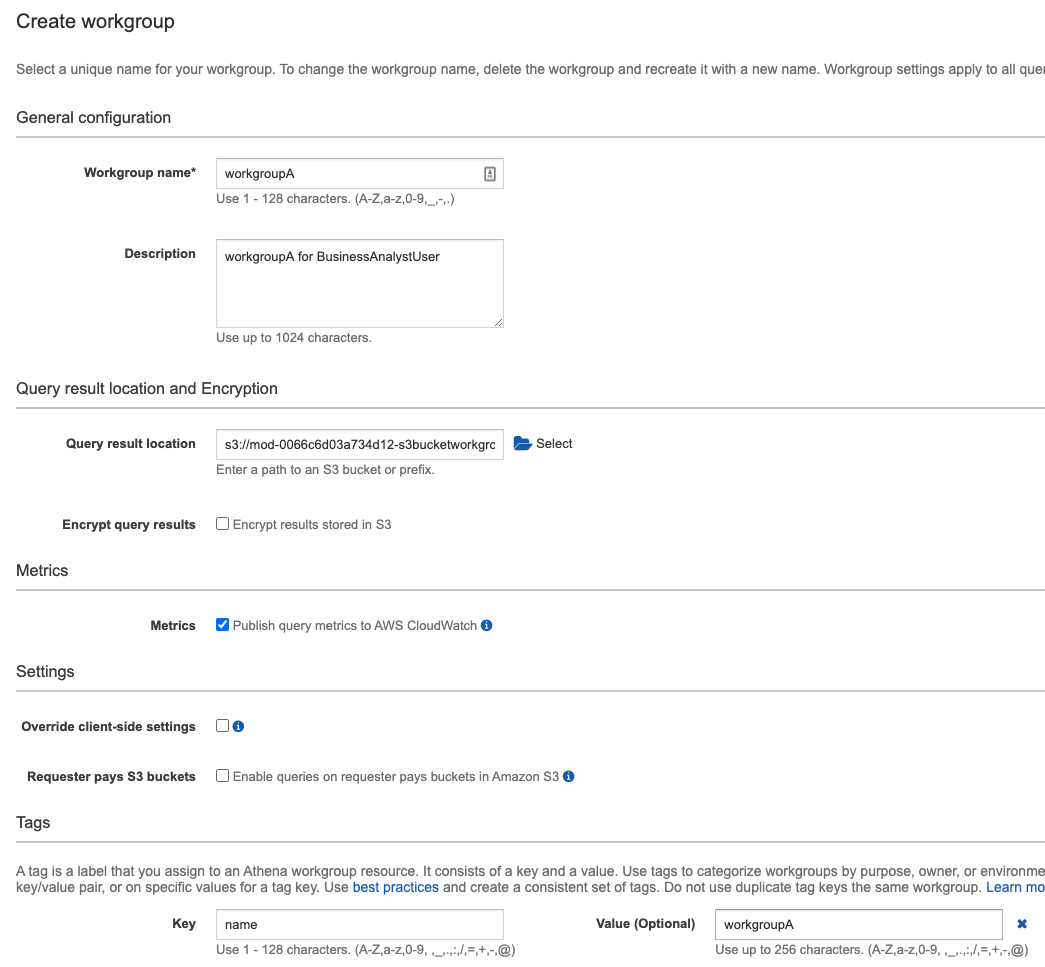 Create workgroup
Select a unique name for your workgroup. To change the workgroup name, delete the workgroup and recreate it with a new name. Workgroup settings apply to all quer
General configuration
Workgroup name* workgroupA
Use 1 - 128 characters. (A-Z,a-z,0-9,_,-,.)
Description workgroupA for BusinessAnalystUser
Use up to 1024 characters.
Query result location and Encryption
Query result location s3://mod-0066c6d03a734d12-s3bucketworkgro Select
Enter a path to an S3 bucket or prefix.
Encrypt query results Encrypt results stored in S3
Metrics
Metrics Publish query metrics to AWS CloudWatch
Settings
Override client-side settings
Requester pays S3 buckets Enable queries on requester pays buckets in Amazon S3
Tags
A tag is a label that you assign to an Athena workgroup resource. It consists of a key and a value. Use tags to categorize workgroups by purpose, owner, or environme
key/value pair, or on specific values for a tag key. Use best practices and create a consistent set of tags. Do not use duplicate tag keys the same workgroup. Learn mo
Key name Value (Optional) workgroupA
Use 1 - 128 characters. (A-Z,a-z,0-9, ,_,.,:,/,=,+,-,@) Use up to 256 characters. (A-Z,a-z,0-9, ,_,.,:,/,=,+,-,@)